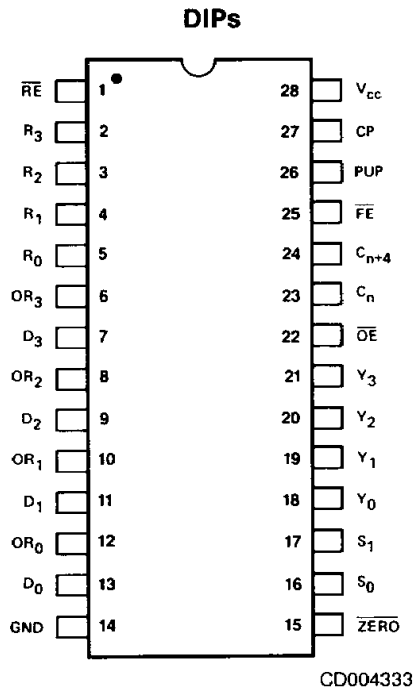 DIPs
RE 1 28 Vcc
R3 2 27 CP
R2 3 26 PUP
R1 4 25 FE
R0 5 24 Cn+4
OR3 6 23 Cn
D3 7 22 OE
OR2 8 21 Y3
D2 9 20 Y2
OR1 10 19 Y1
D1 11 18 Y0
OR0 12 17 S1
D0 13 16 S0
GND 14 15 ZERO
CD004333